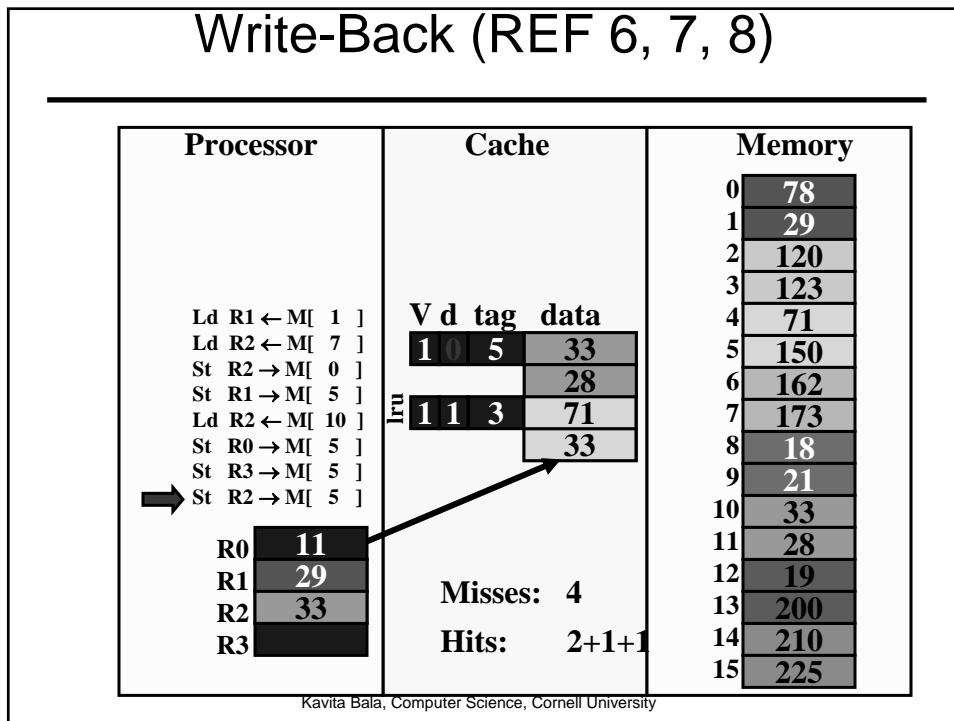 Write-Back (REF 6, 7, 8)
Processor
Ld R1 ← M[ 1 ]
Ld R2 ← M[ 7 ]
St R2 → M[ 0 ]
St R1 → M[ 5 ]
Ld R2 ← M[ 10 ]
St R0 → M[ 5 ]
St R3 → M[ 5 ]
St R2 → M[ 5 ]
R0 11
R1 29
R2 33
R3
Cache
V d tag data
1 0 5 33
28
lru
1 1 3 71
33
Misses: 4
Hits: 2+1+1
Memory
0 78
1 29
2 120
3 123
4 71
5 150
6 162
7 173
8 18
9 21
10 33
11 28
12 19
13 200
14 210
15 225
Kavita Bala, Computer Science, Cornell University